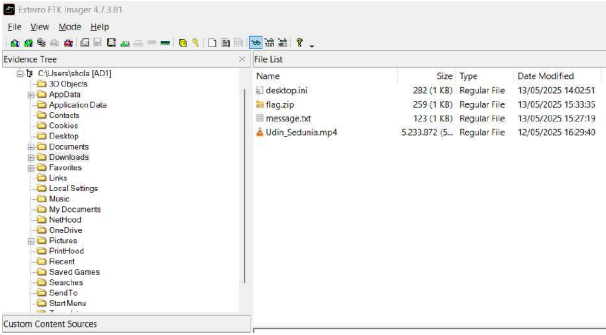 Exterro FTK Imager 4.7.3.81
File View Mode Help
Evidence Tree
C:\Users\shola [AD1]
3D Objects
AppData
Application Data
Contacts
Cookies
Desktop
Documents
Downloads
Favorites
Links
Local Settings
Music
My Documents
NetHood
OneDrive
Pictures
PrintHood
Recent
Saved Games
Searches
SendTo
Start Menu
Custom Content Sources
File List
Name Size Type Date Modified
desktop.ini 282 (1 KB) Regular File 13/05/2025 14:02:51
flag.zip 259 (1 KB) Regular File 13/05/2025 15:33:35
message.txt 123 (1 KB) Regular File 13/05/2025 15:27:19
Udin_Sedunia.mp4 5.233.872 (5... Regular File 12/05/2025 16:29:40